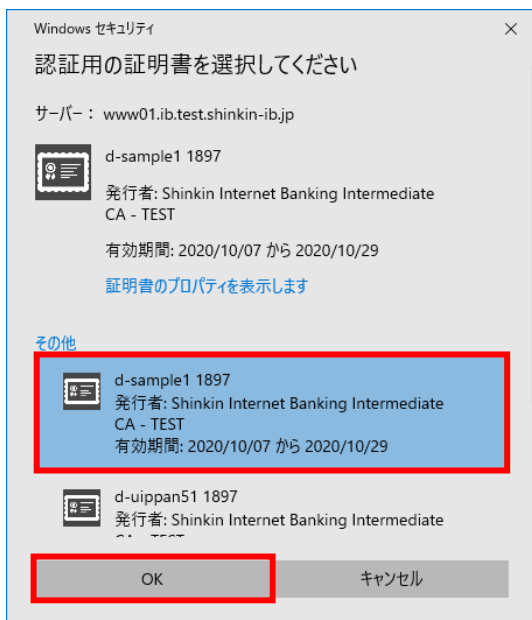 Windows セキュリティ
認証用の証明書を選択してください
サーバー： www01.ib.test.shinkin-ib.jp
d-sample1 1897
発行者: Shinkin Internet Banking Intermediate
CA - TEST
有効期間: 2020/10/07 から 2020/10/29
証明書のプロパティを表示します
その他
d-sample1 1897
発行者: Shinkin Internet Banking Intermediate
CA - TEST
有効期間: 2020/10/07 から 2020/10/29
d-uippan51 1897
発行者: Shinkin Internet Banking Intermediate
OK
キャンセル